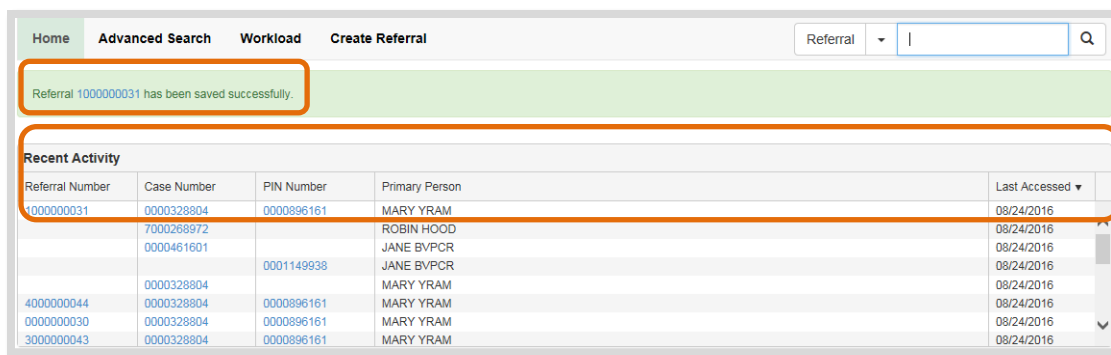 Home Advanced Search Workload Create Referral Referral
Referral 1000000031 has been saved successfully.
Recent Activity
Referral Number Case Number PIN Number Primary Person Last Accessed
1000000031 0000328804 0000896161 MARY YRAM 08/24/2016
7000268972 ROBIN HOOD 08/24/2016
0000461601 JANE BVPCR 08/24/2016
0001149938 JANE BVPCR 08/24/2016
0000328804 MARY YRAM 08/24/2016
4000000044 0000328804 0000896161 MARY YRAM 08/24/2016
0000000030 0000328804 0000896161 MARY YRAM 08/24/2016
3000000043 0000328804 0000896161 MARY YRAM 08/24/2016